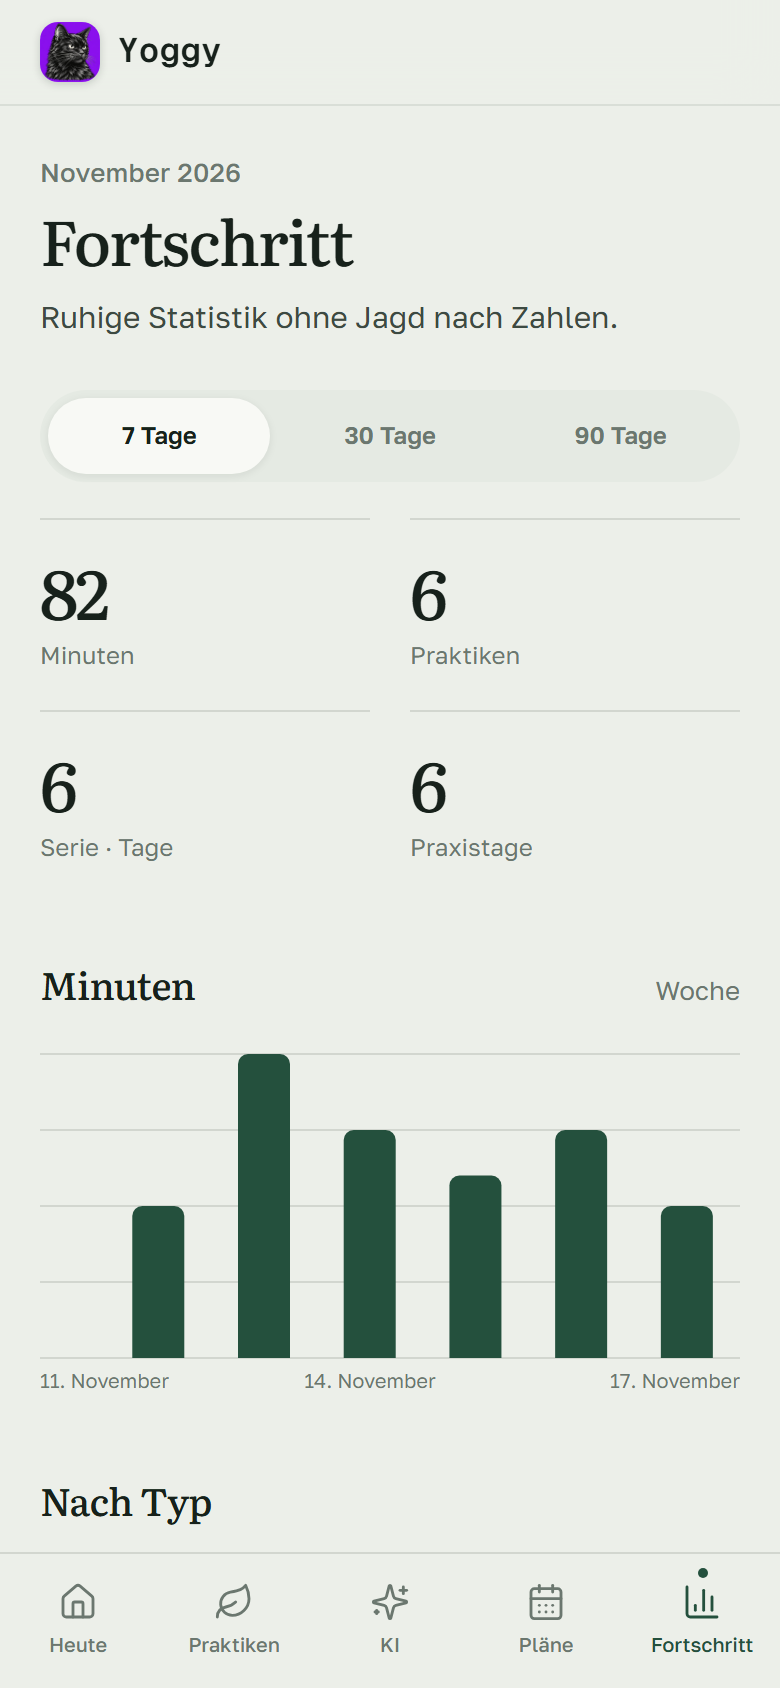 Yoggy
November 2026
Fortschritt
Ruhige Statistik ohne Jagd nach Zahlen.
7 Tage 30 Tage 90 Tage
82 6
Minuten Praktiken
6 6
Serie · Tage Praxistage
Minuten Woche
11. November 14. November 17. November
Nach Typ
Heute Praktiken KI Pläne Fortschritt